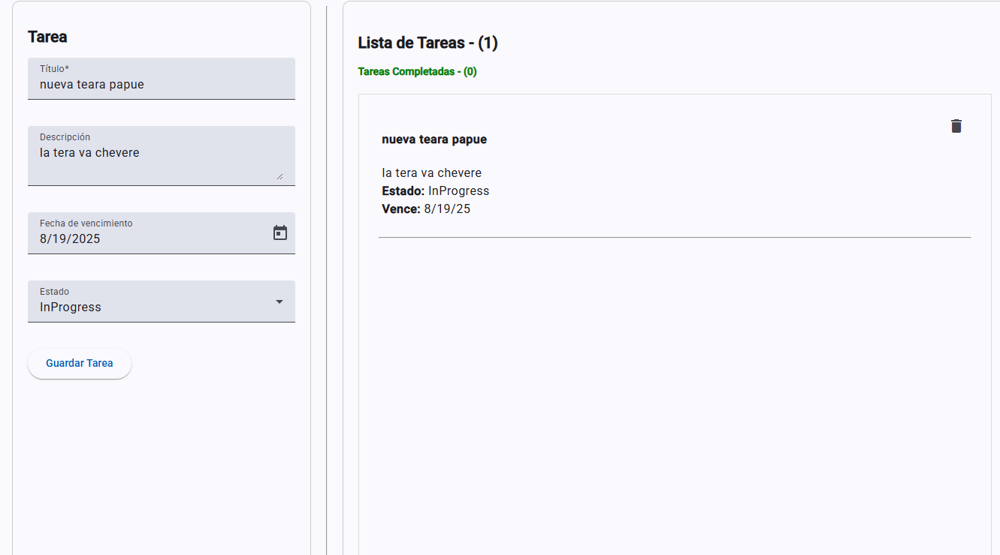 Tarea
Título*
nueva teara papue
Descripción
la tera va chevere
Fecha de vencimiento
8/19/2025
Estado
InProgress
Guardar Tarea
Lista de Tareas - (1)
Tareas Completadas - (0)
nueva teara papue
la tera va chevere
Estado: InProgress
Vence: 8/19/25